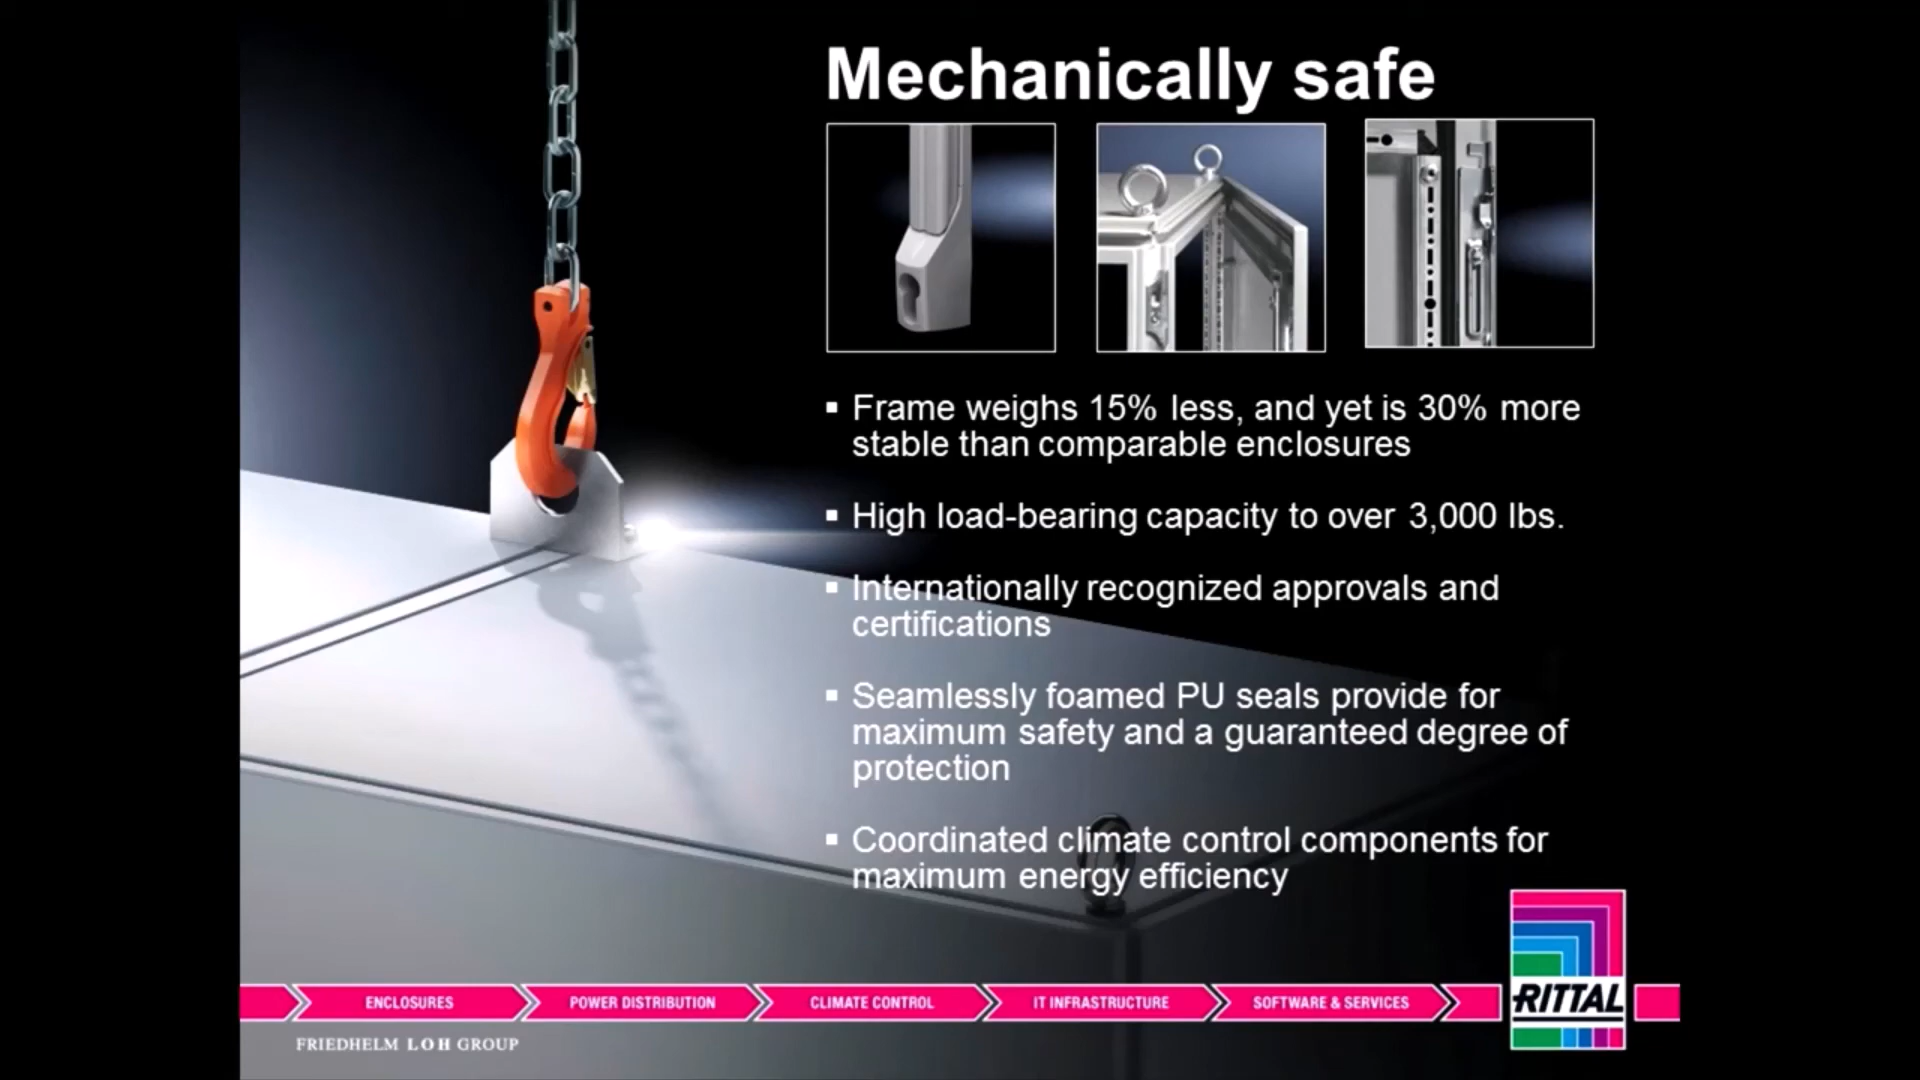 Mechanically safe
▪ Frame weighs 15% less, and yet is 30% more
stable than comparable enclosures
▪ High load-bearing capacity to over 3,000 lbs.
▪ Internationally recognized approvals and
certifications
▪ Seamlessly foamed PU seals provide for
maximum safety and a guaranteed degree of
protection
▪ Coordinated climate control components for
maximum energy efficiency
ENCLOSURES
POWER DISTRIBUTION
CLIMATE CONTROL
IT INFRASTRUCTURE
SOFTWARE & SERVICES
RITTAL
FRIEDHELM LOH GROUP